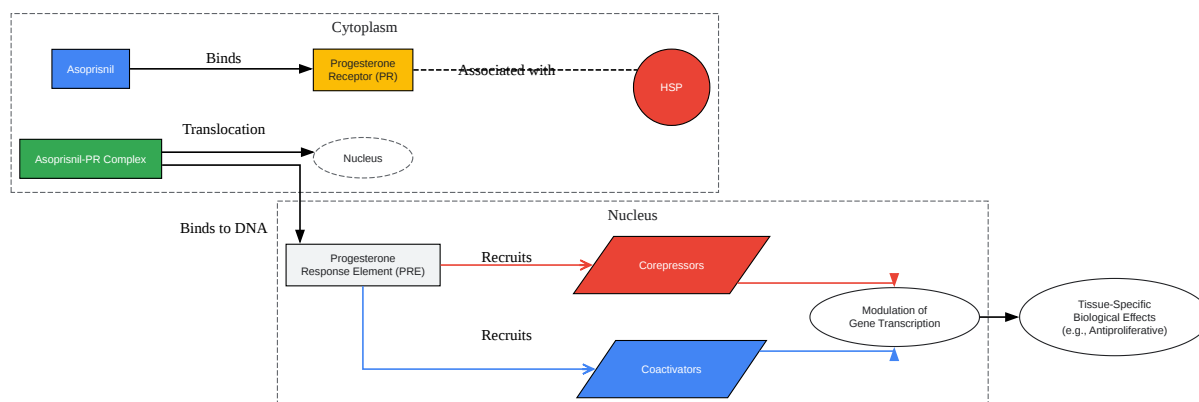 Cytoplasm
Asoprisnil
Binds
Progesterone
Receptor (PR)
Associated with
HSP
Asoprisnil-PR Complex
Translocation
Nucleus
Binds to DNA
Nucleus
Progesterone
Response Element (PRE)
Recruits
Corepressors
Recruits
Coactivators
Modulation of
Gene Transcription
Tissue-Specific
Biological Effects
(e.g., Antiproliferative)